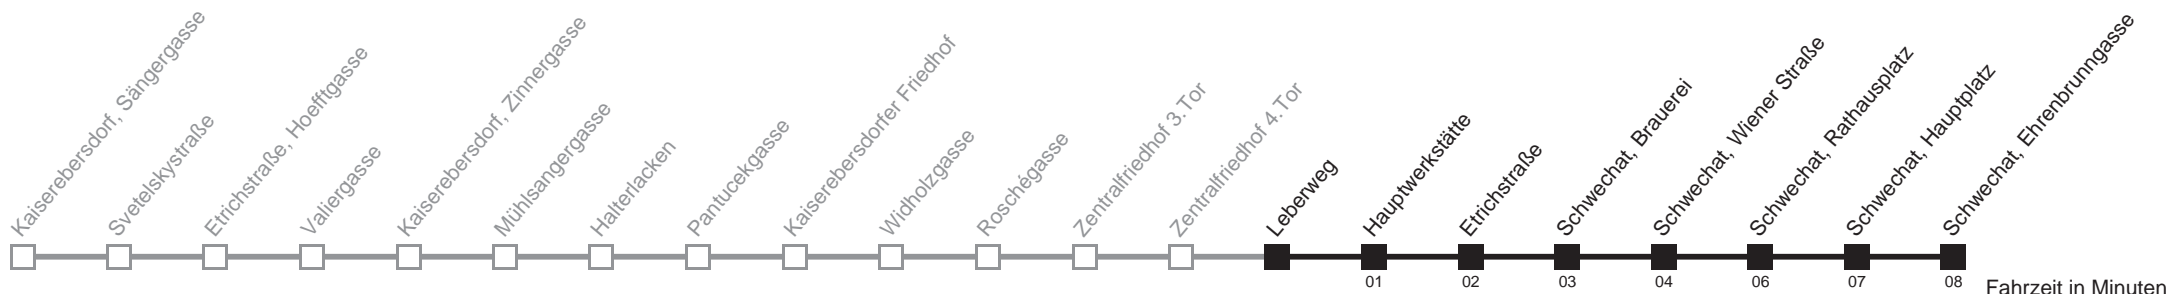 Kaiserebersdorf, Sängergasse
Svetelskystraße
Etrichstraße, Hoefftgasse
Valiergasse
Kaiserebersdorf, Zinnergasse
Mühlsangergasse
Halterlacken
Pantucekgasse
Kaiserebersdorfer Friedhof
Widholzgasse
Roschégasse
Zentralfriedhof 3.Tor
Zentralfriedhof 4.Tor
Leberweg
Hauptwerkstätte
Etrichstraße
Schwechat, Brauerei
Schwechat, Wiener Straße
Schwechat, Rathausplatz
Schwechat, Hauptplatz
Schwechat, Ehrenbrunngasse
01 02 03 04 06 07 08 Fahrzeit in Minuten